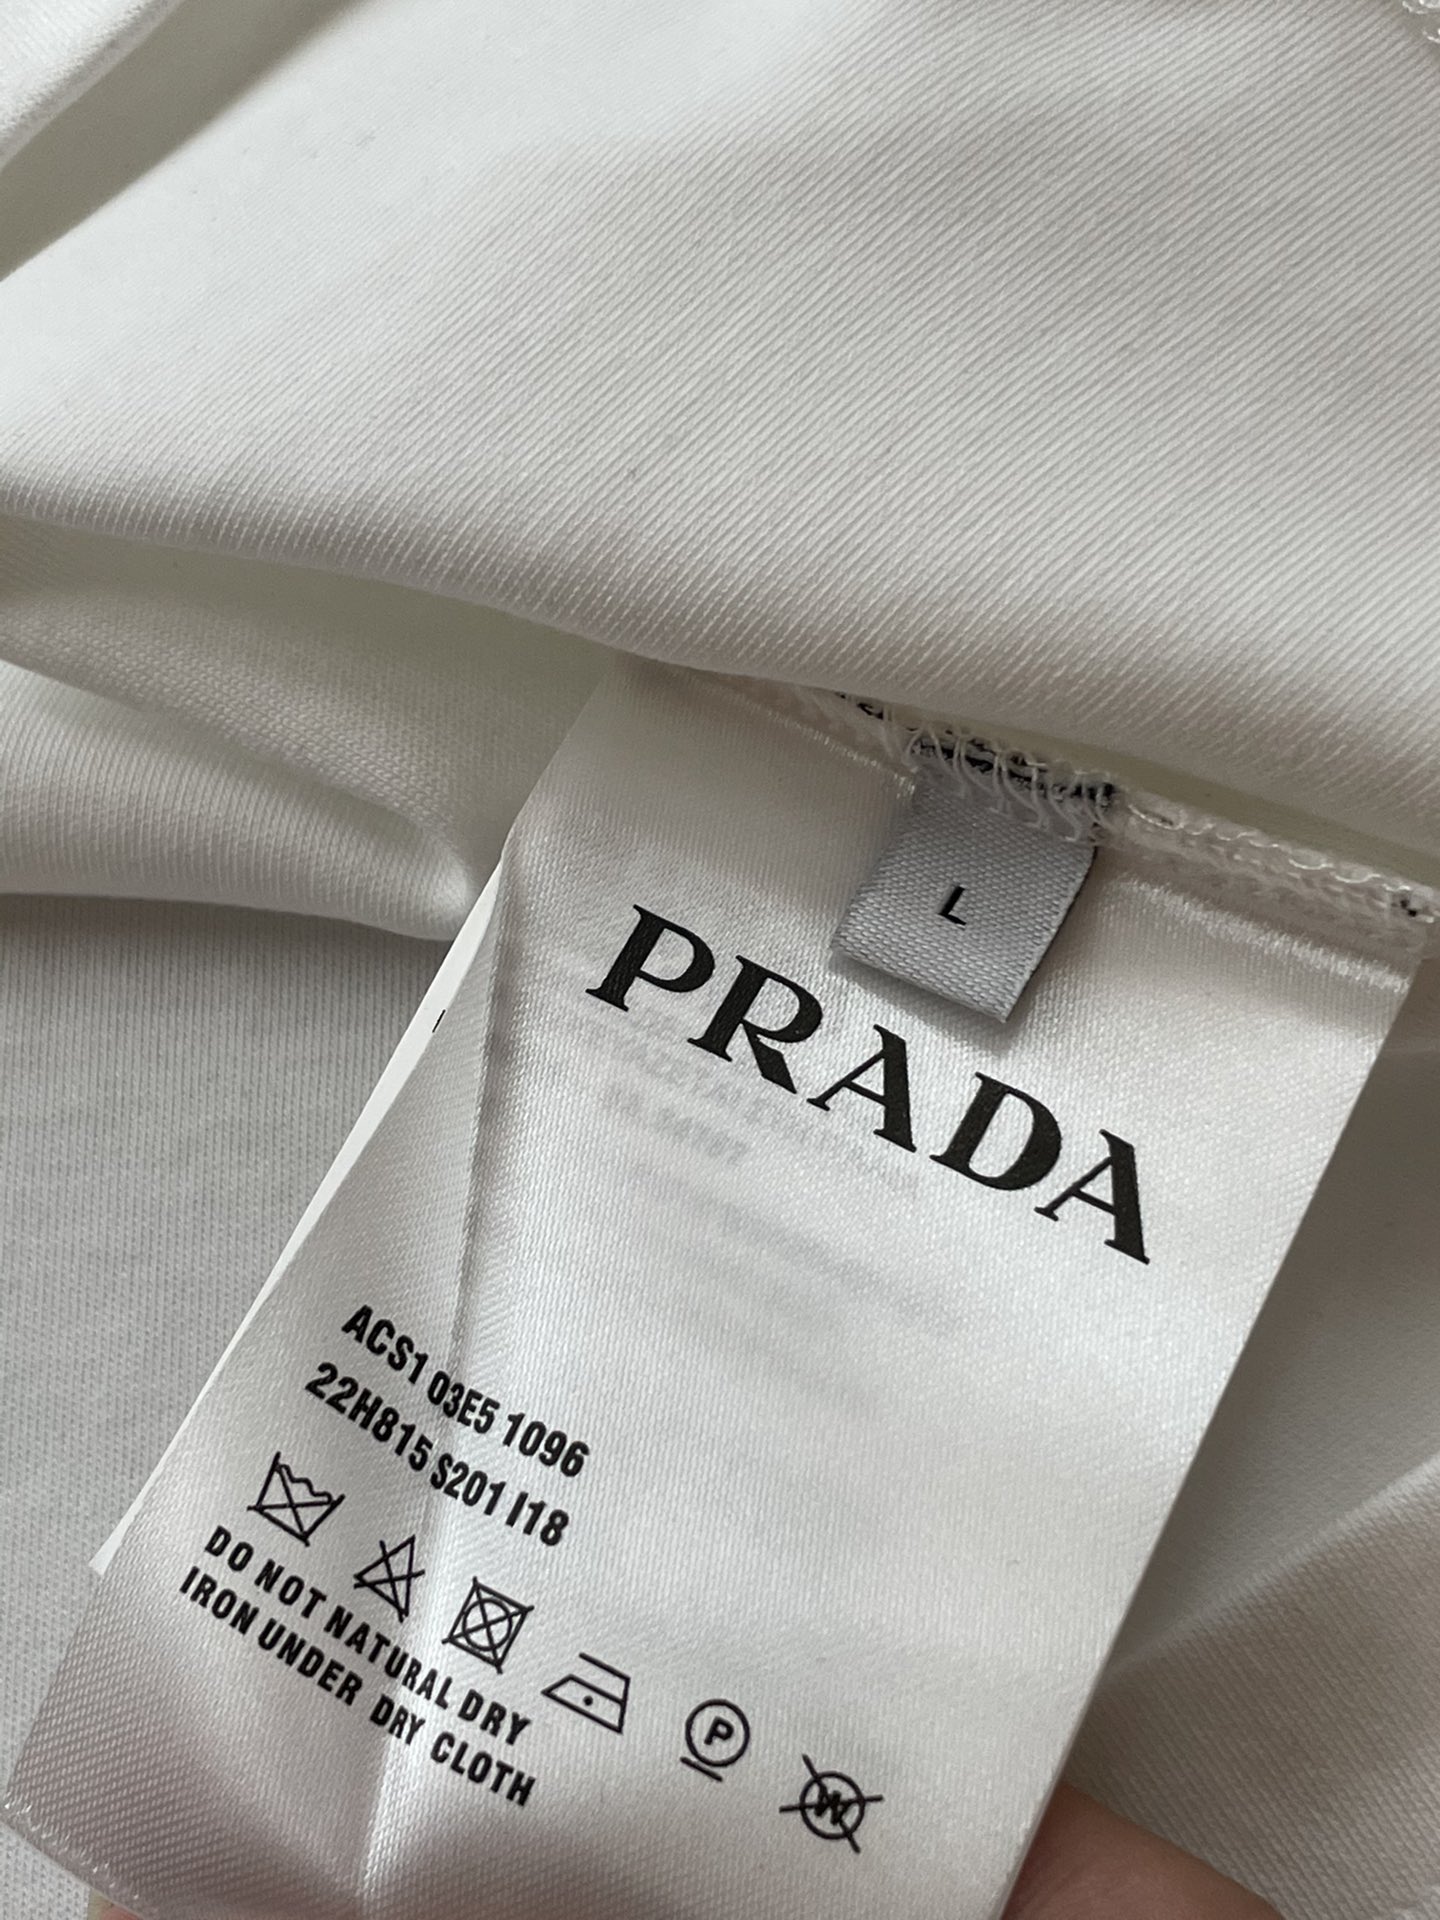 L
PRADA
ACS1 03E5 1096
22H815 S201 I18
P
W
DO NOT NATURAL DRY
IRON UNDER DRY CLOTH